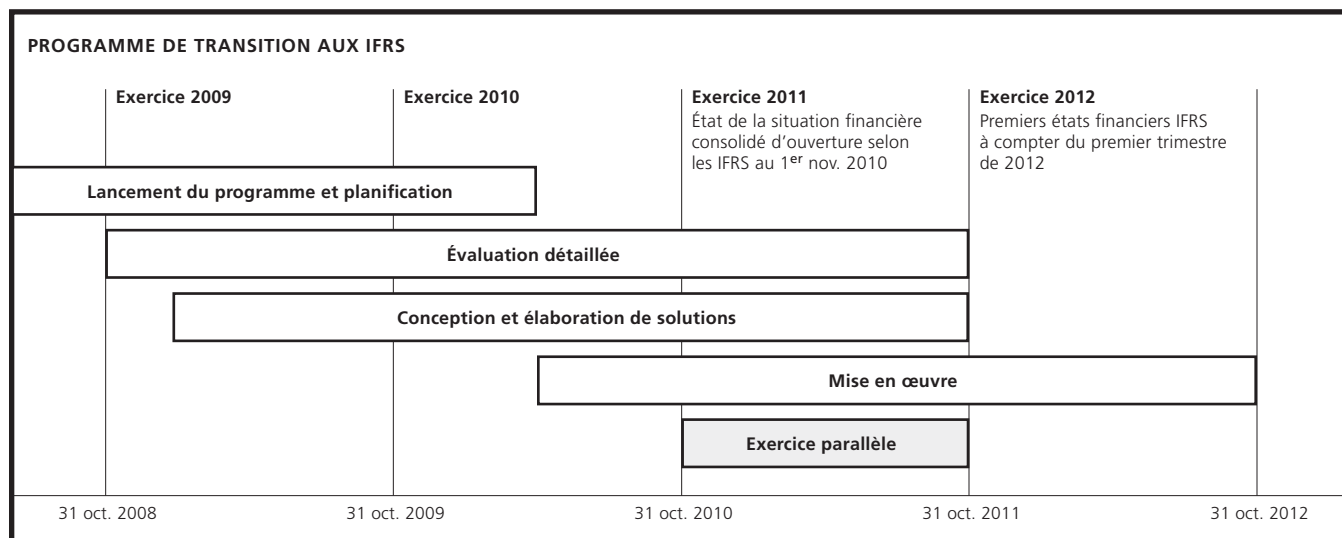 PROGRAMME DE TRANSITION AUX IFRS
Exercice 2009
Exercice 2010
Exercice 2011
État de la situation financière
consolidé d'ouverture selon
les IFRS au 1er nov. 2010
Exercice 2012
Premiers états financiers IFRS
à compter du premier trimestre
de 2012
Lancement du programme et planification
Évaluation détaillée
Conception et élaboration de solutions
Mise en œuvre
Exercice parallèle
31 oct. 2008
31 oct. 2009
31 oct. 2010
31 oct. 2011
31 oct. 2012